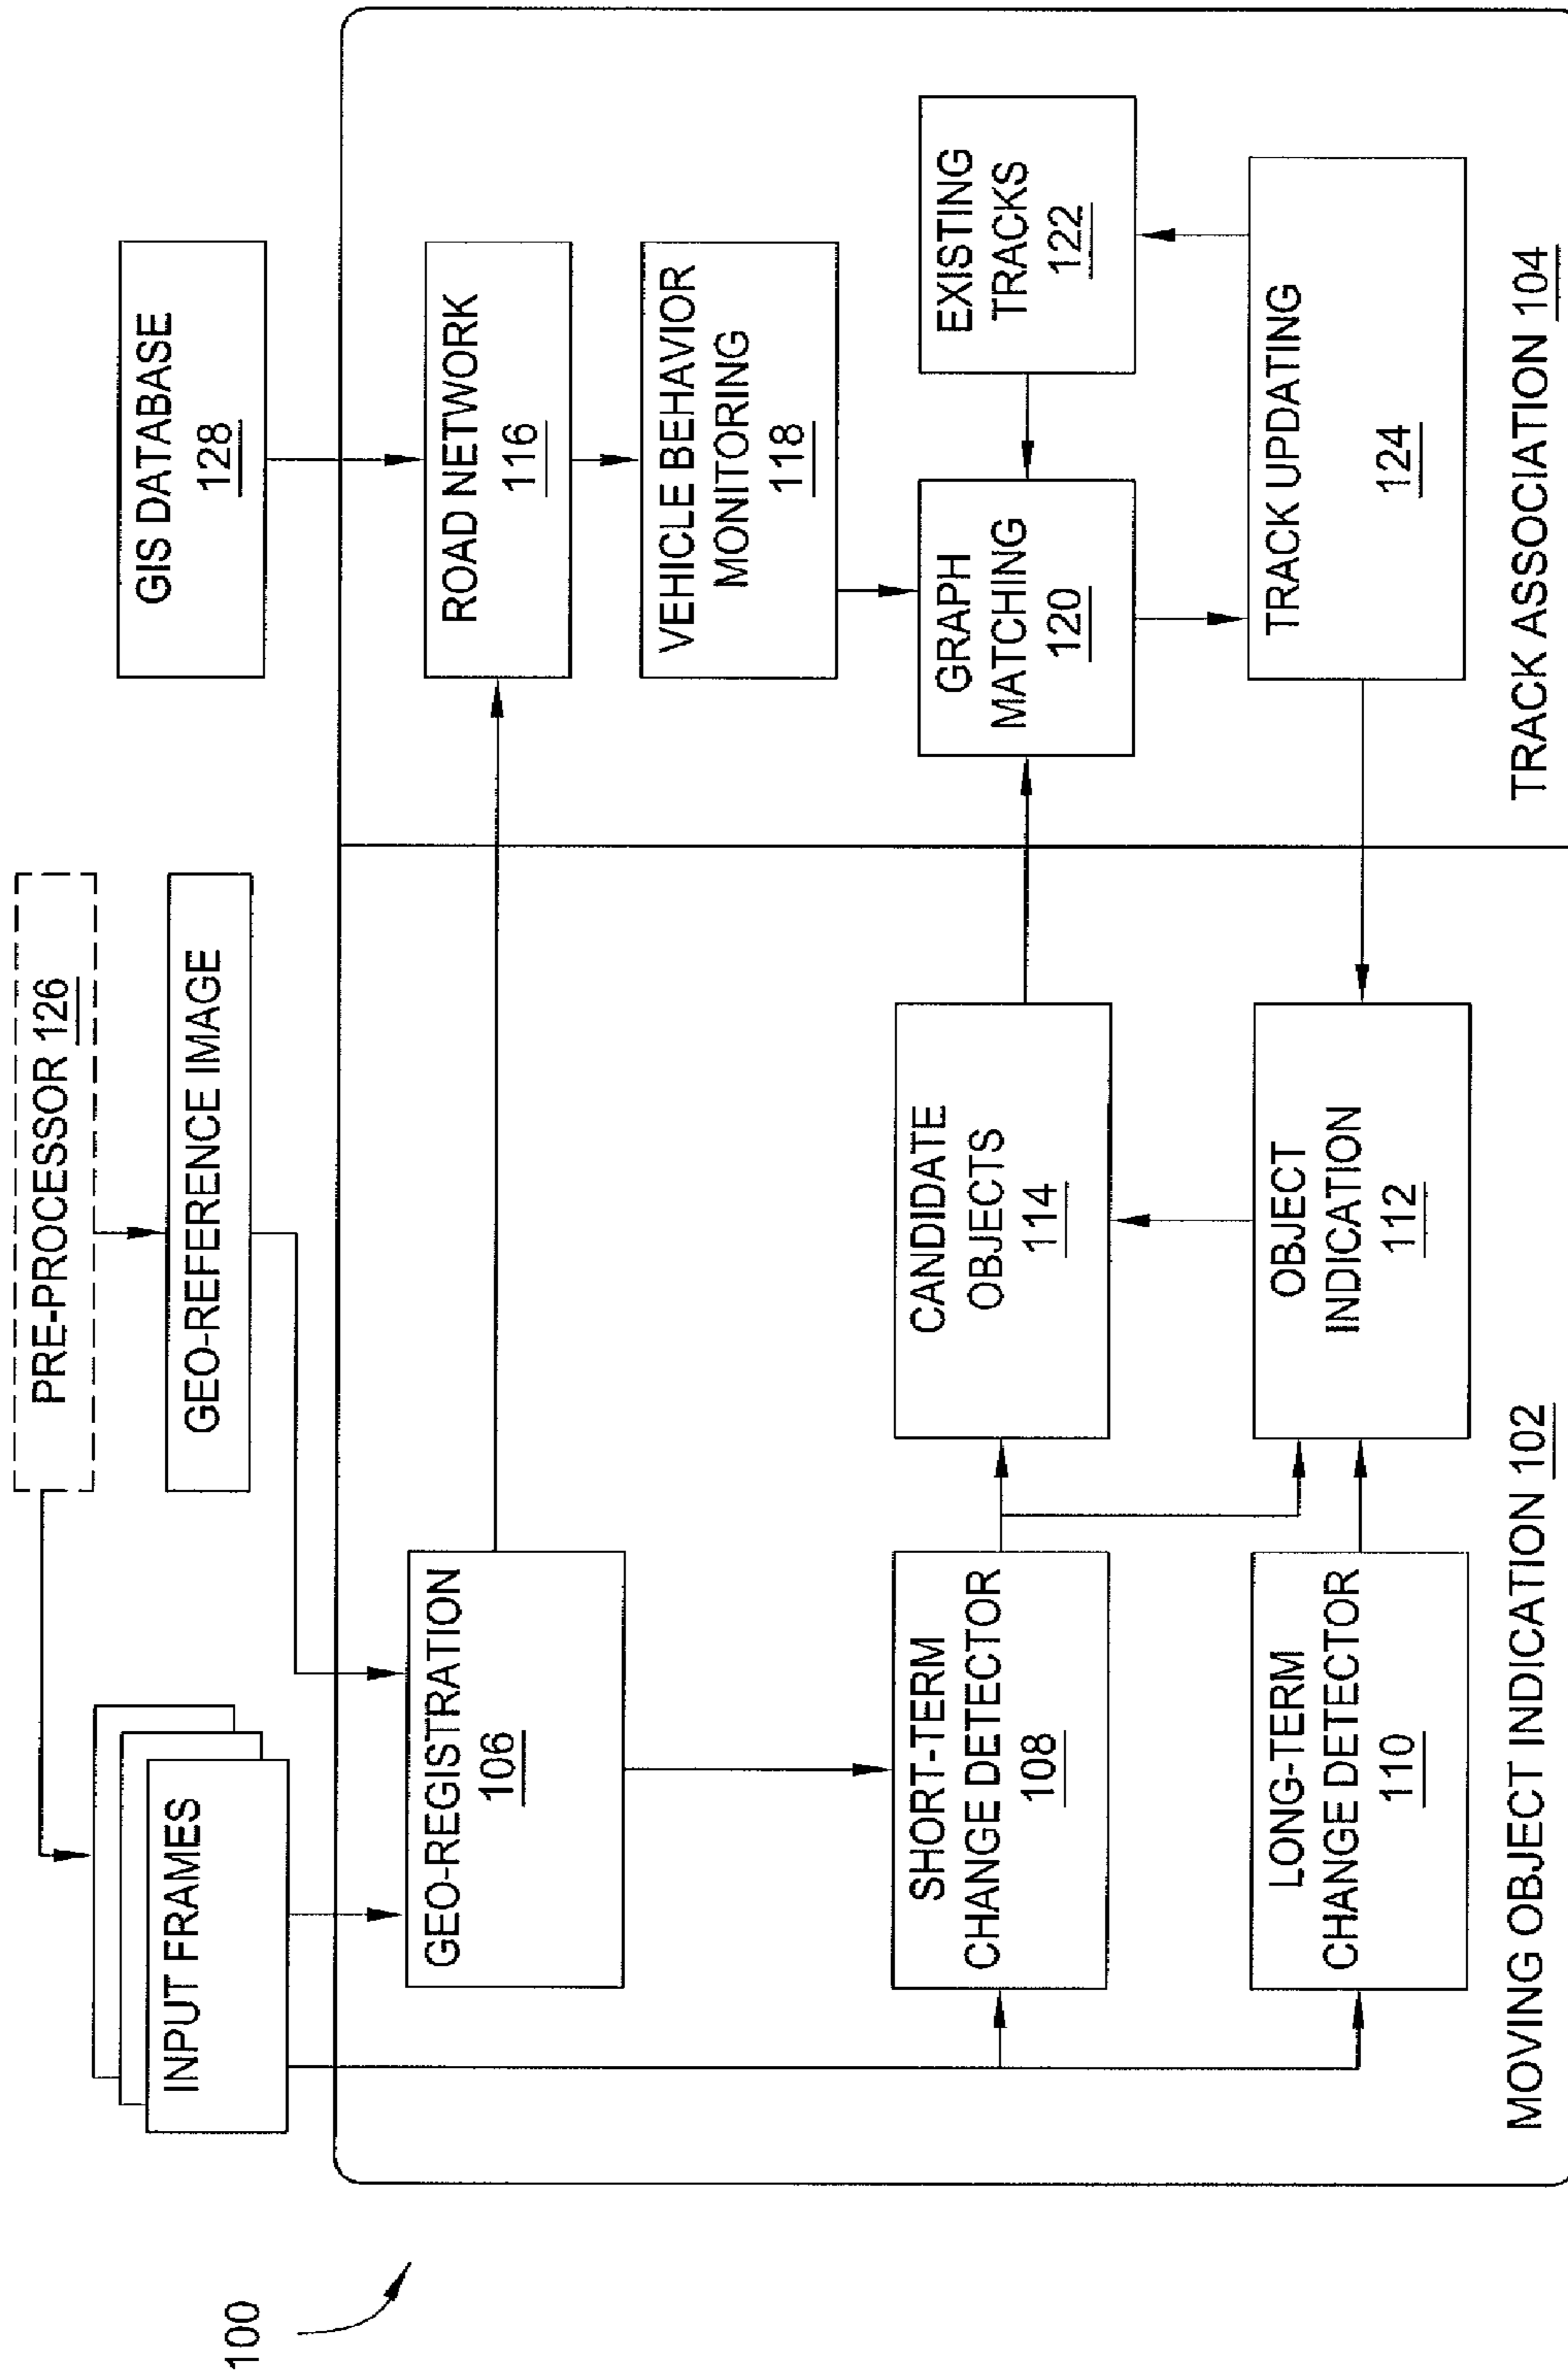 100
PRE-PROCESSOR 126
INPUT FRAMES
GEO-REFERENCE IMAGE
GIS DATABASE
128
GEO-REGISTRATION
106
ROAD NETWORK
116
VEHICLE BEHAVIOR
MONITORING
118
SHORT-TERM
CHANGE DETECTOR
108
CANDIDATE
OBJECTS
114
GRAPH
MATCHING
120
EXISTING
TRACKS
122
LONG-TERM
CHANGE DETECTOR
110
OBJECT
INDICATION
112
TRACK UPDATING
124
MOVING OBJECT INDICATION 102
TRACK ASSOCIATION 104